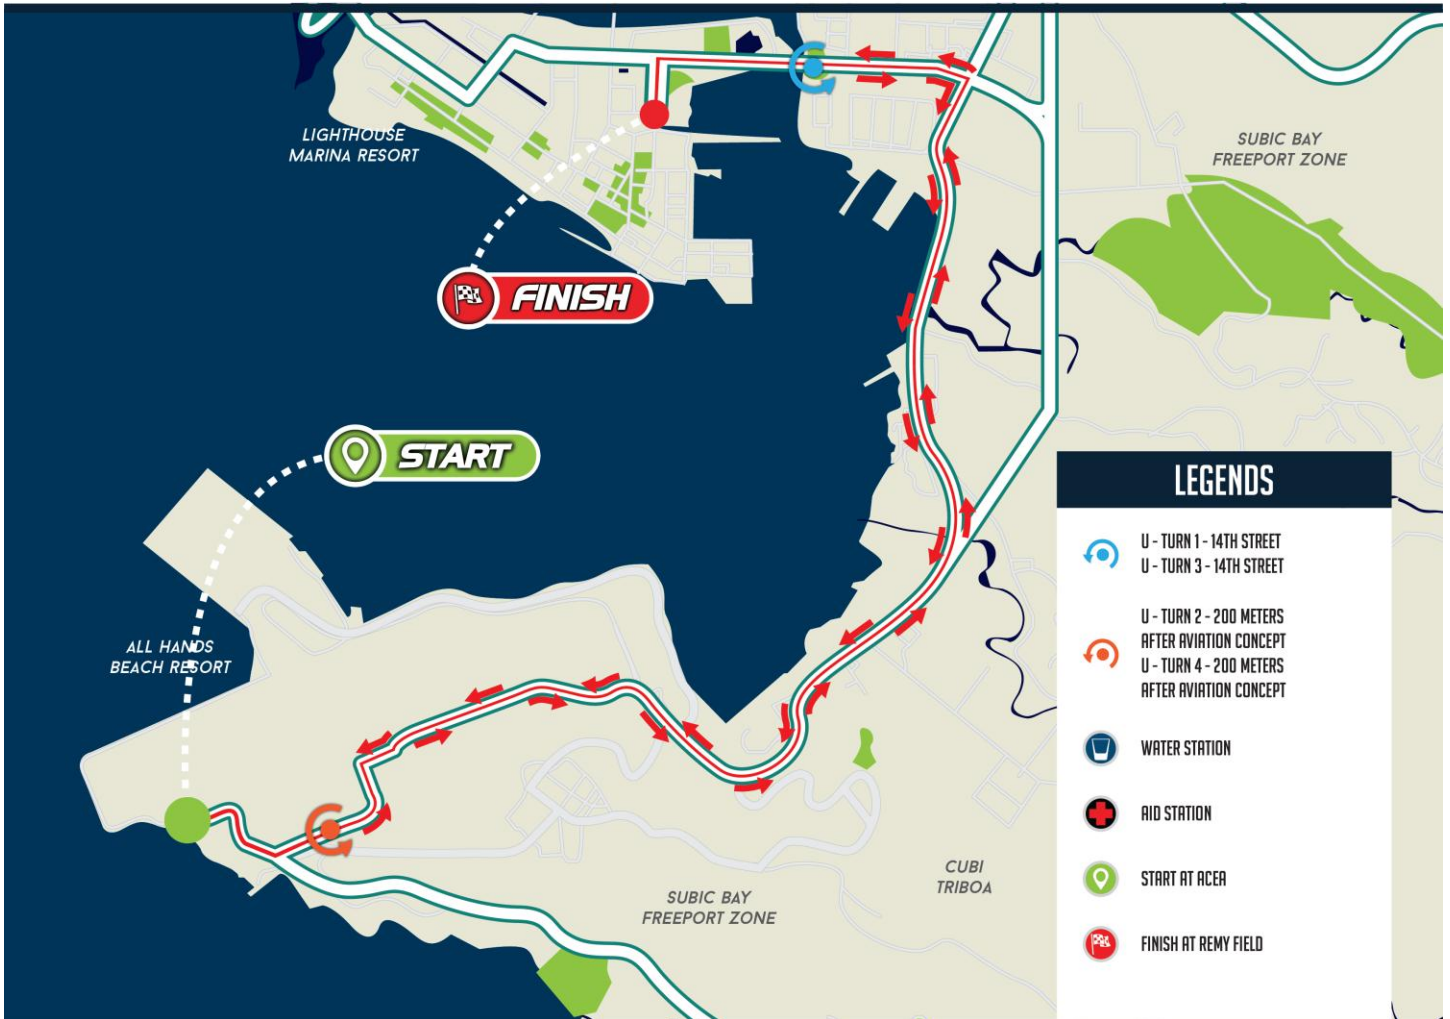 LIGHTHOUSE
MARINA RESORT
SUBIC BAY
FREEPORT ZONE
FINISH
START
ALL HANDS
BEACH RESORT
SUBIC BAY
FREEPORT ZONE
CUBI
TRIBOA
LEGENDS
U - TURN 1 - 14TH STREET
U - TURN 3 - 14TH STREET
U - TURN 2 - 200 METERS
AFTER AVIATION CONCEPT
U - TURN 4 - 200 METERS
AFTER AVIATION CONCEPT
WATER STATION
AID STATION
START AT ACEA
FINISH AT REMY FIELD